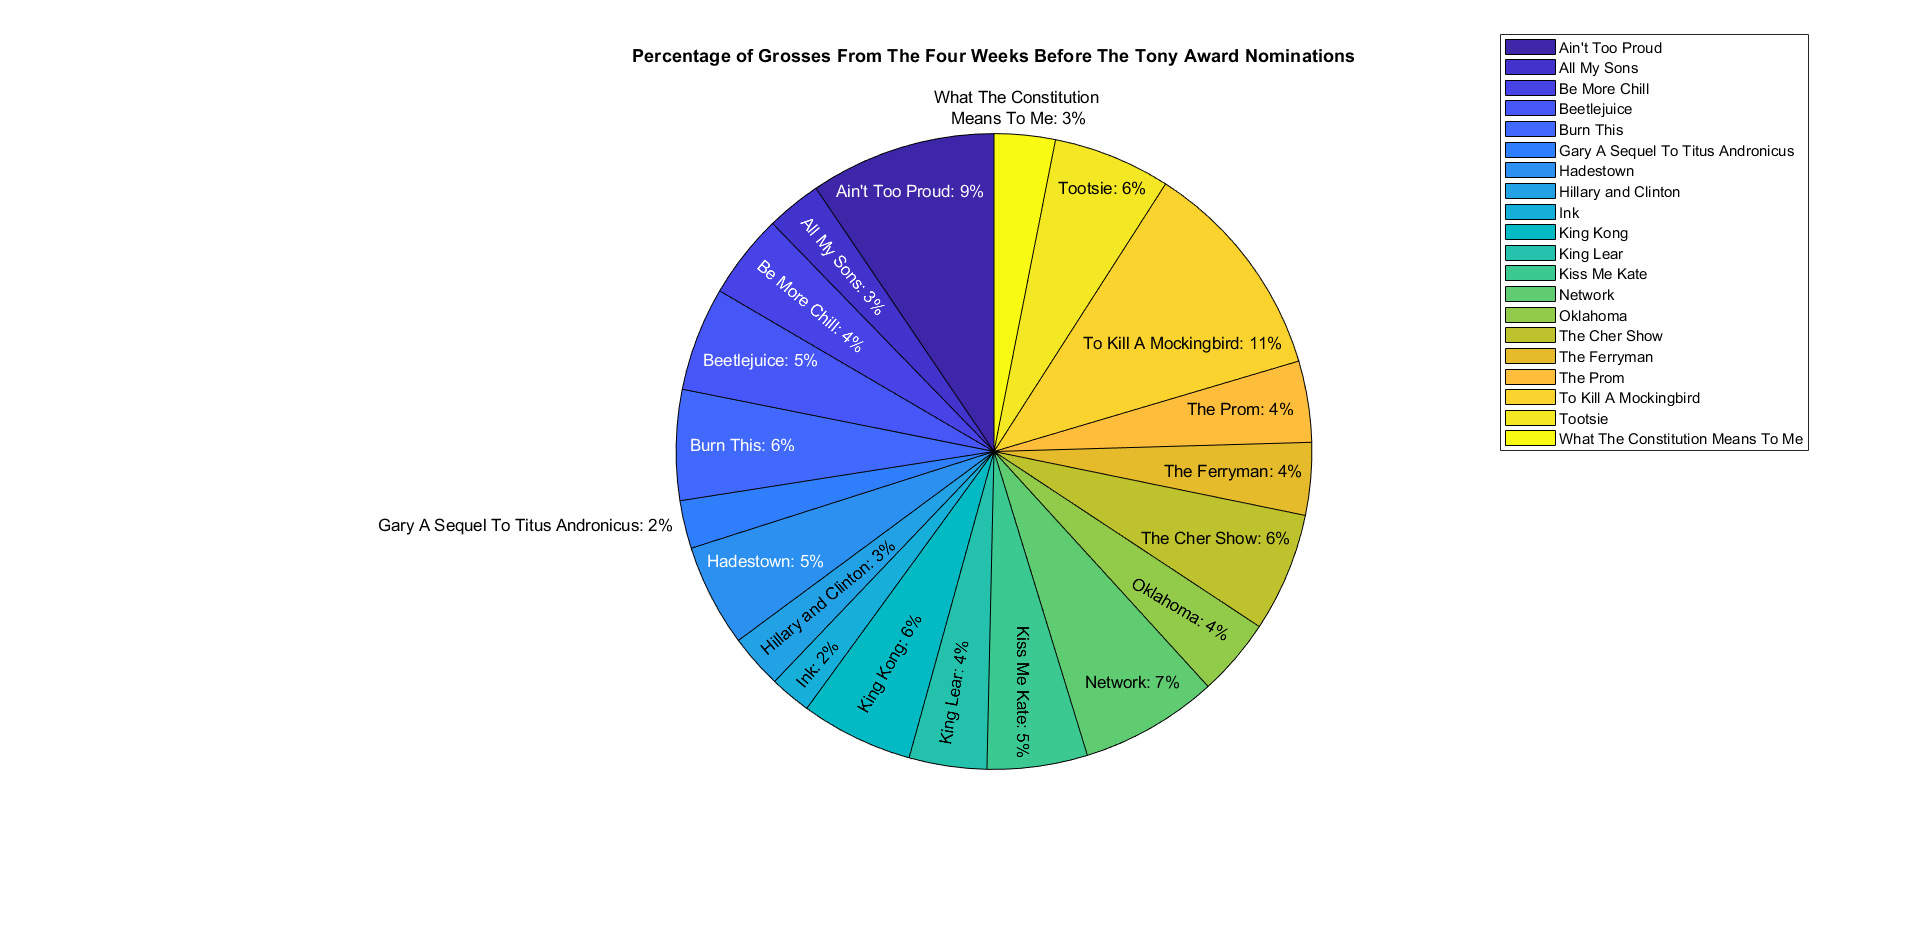 Percentage of Grosses From The Four Weeks Before The Tony Award Nominations
What The Constitution
Means To Me: 3%
Ain't Too Proud: 9%
All My Sons: 3%
Be More Chill: 4%
Beetlejuice: 5%
Burn This: 6%
Gary A Sequel To Titus Andronicus: 2%
Hadestown: 5%
Hillary and Clinton: 3%
Ink: 2%
King Kong: 6%
King Lear: 4%
Kiss Me Kate: 5%
Network: 7%
Oklahoma: 4%
The Cher Show: 6%
The Ferryman: 4%
The Prom: 4%
To Kill A Mockingbird: 11%
Tootsie: 6%
Ain't Too Proud
All My Sons
Be More Chill
Beetlejuice
Burn This
Gary A Sequel To Titus Andronicus
Hadestown
Hillary and Clinton
Ink
King Kong
King Lear
Kiss Me Kate
Network
Oklahoma
The Cher Show
The Ferryman
The Prom
To Kill A Mockingbird
Tootsie
What The Constitution Means To Me